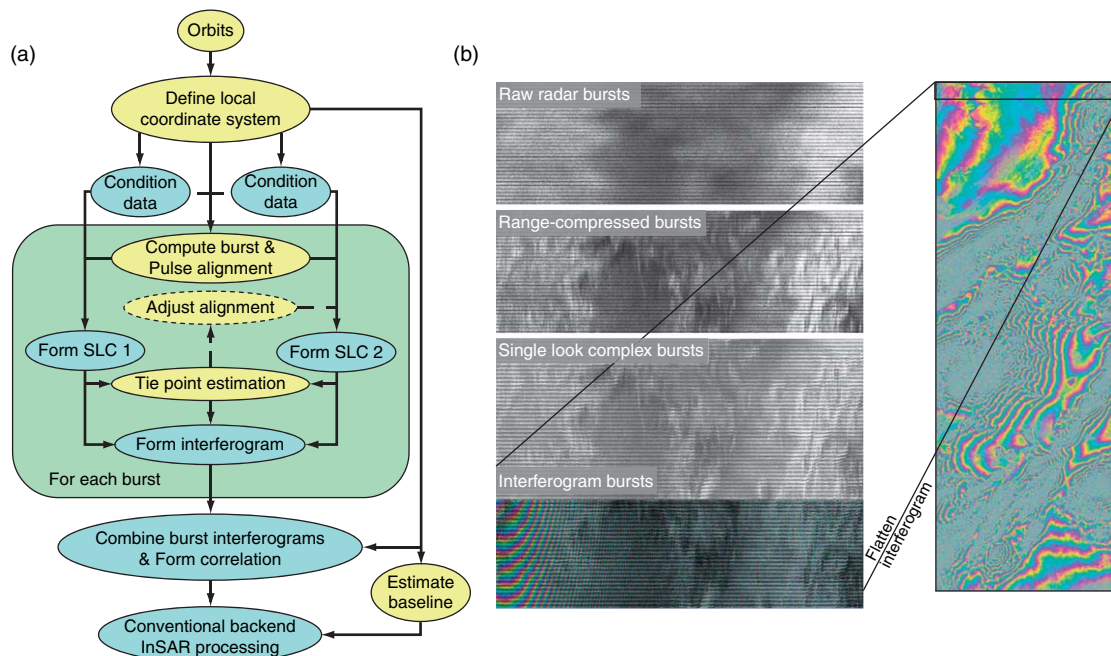 (a)
Orbits
Define local
coordinate system
Condition
data
Condition
data
Compute burst &
Pulse alignment
Adjust alignment
Form SLC 1
Form SLC 2
Tie point estimation
Form interferogram
For each burst
Combine burst interferograms
& Form correlation
Estimate
baseline
Conventional backend
InSAR processing
(b)
Raw radar bursts
Range-compressed bursts
Single look complex bursts
Interferogram bursts
Flatten
interferogram